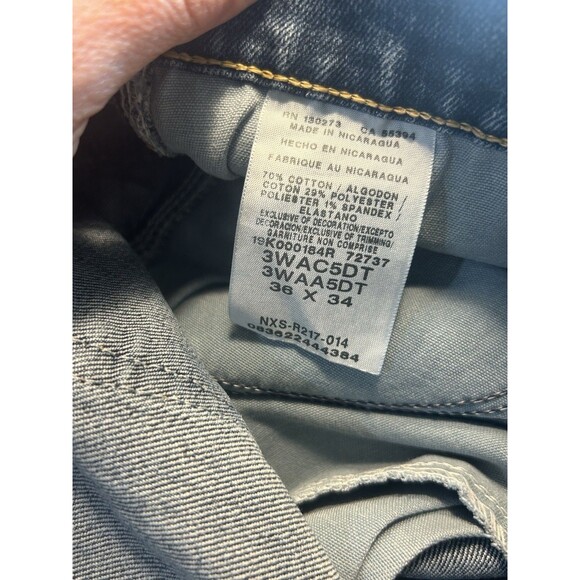 RN 130273 CA 55394
MADE IN NICARAGUA
HECHO EN NICARAGUA
FABRIQUE AU NICARAGUA
70% COTTON / ALGODON /
COTON 29% POLYESTER /
POLIESTER 1% SPANDEX /
ELASTANO
EXCLUSIVE OF DECORATION/EXCEPTO
DECORACION/EXCLUSIVE OF TRIMMING/
GARNITURE NON COMPRISE
19K000184R 72737
3WAC5DT
3WAA5DT
36 X 34
NXS-R217-014
083622444384